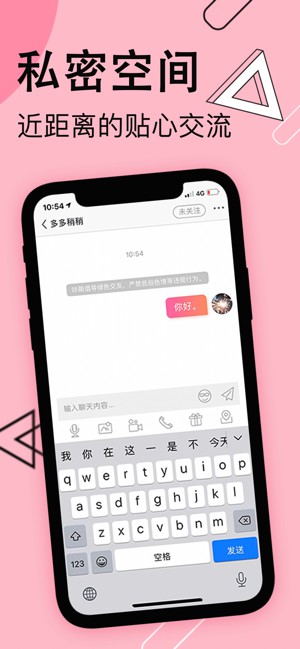 私密空间
近距离的贴心交流
10:54
4G
多多稍稍
未关注
10:54
你好。
输入聊天内容...
我 你 在 这 一 是 不 今天
q w e r t y u i o p
a s d f g h j k l
z x c v b n m
123
空格
发送